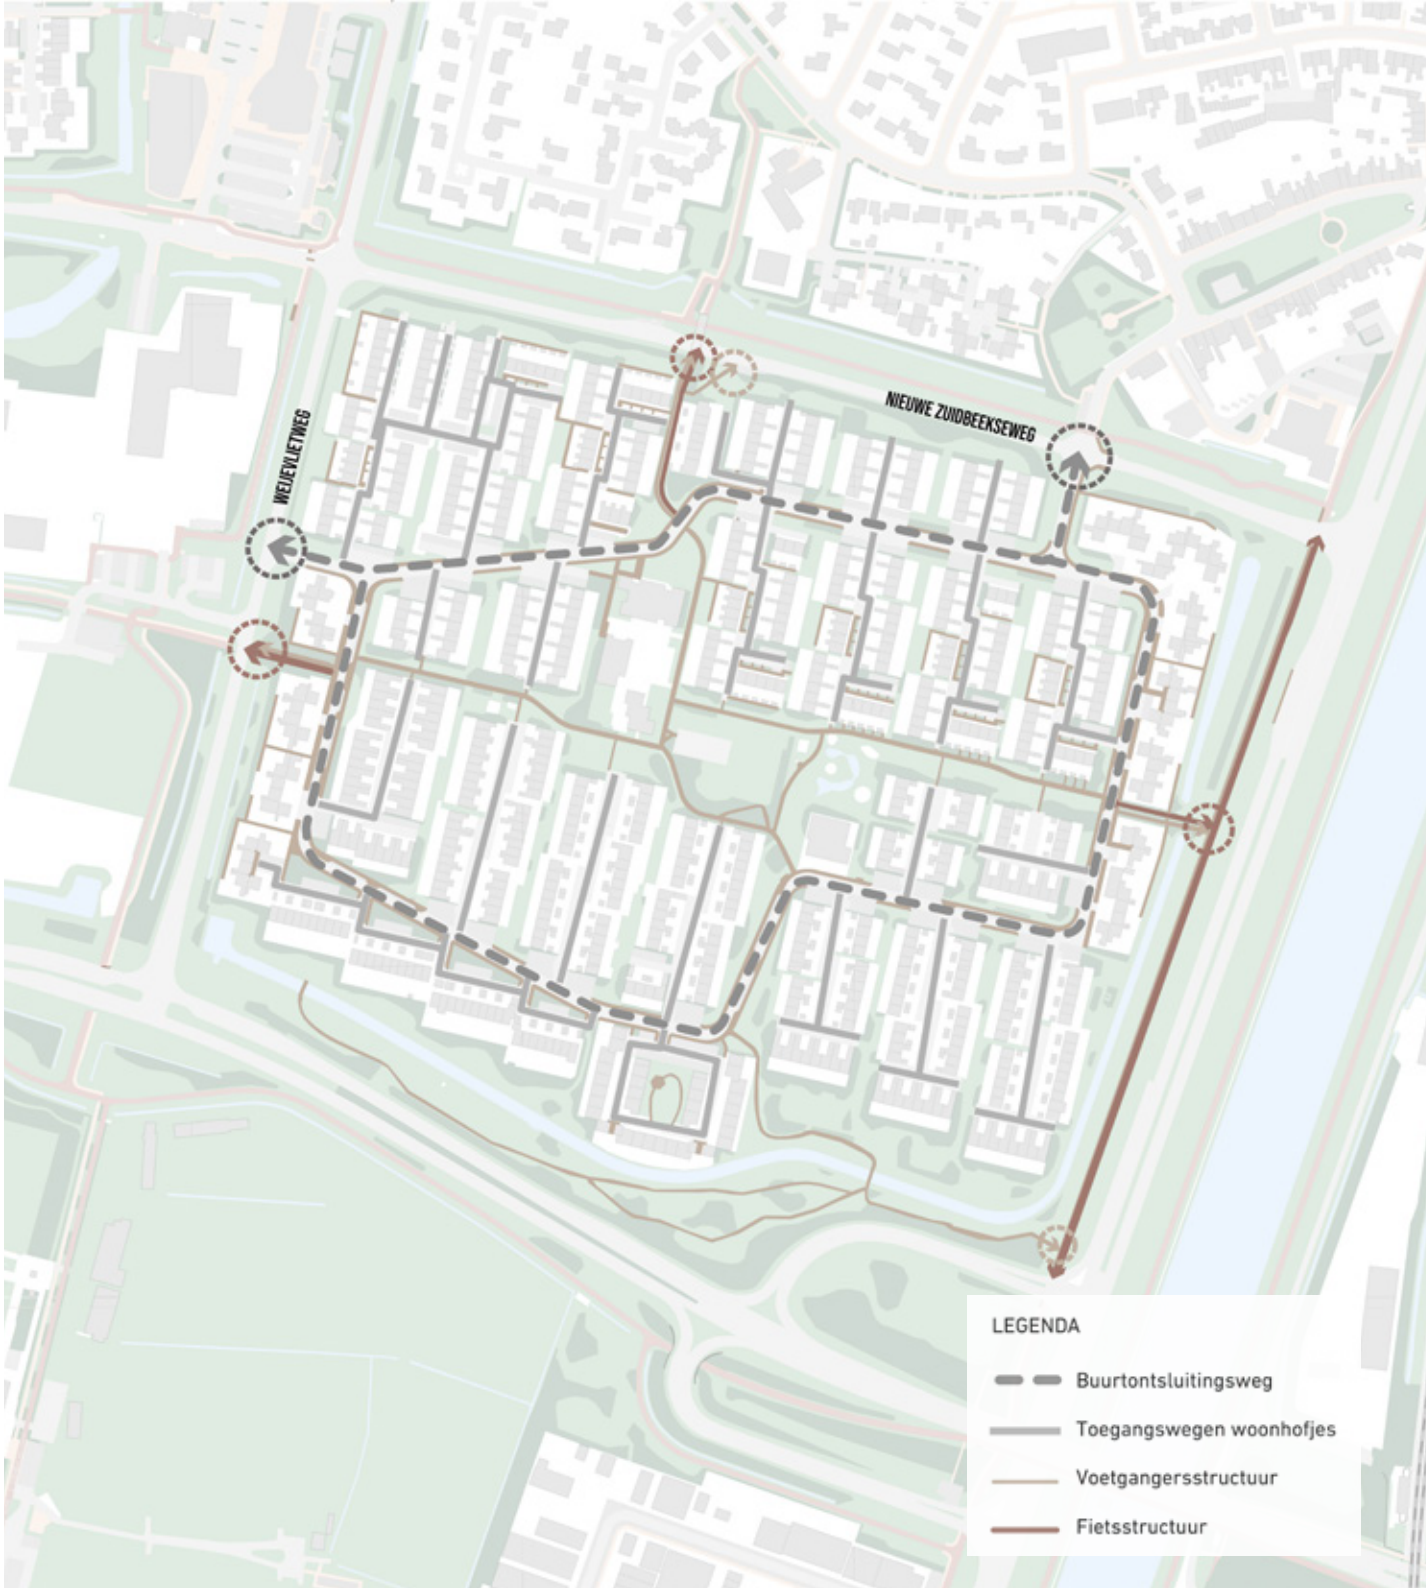 NIEUWE ZUIDBEEKSEWEG
WEIJEVLIETWEG
LEGENDA
Buurtontsluitingsweg
Toegangswegen woonhofjes
Voetgangersstructuur
Fietsstructuur